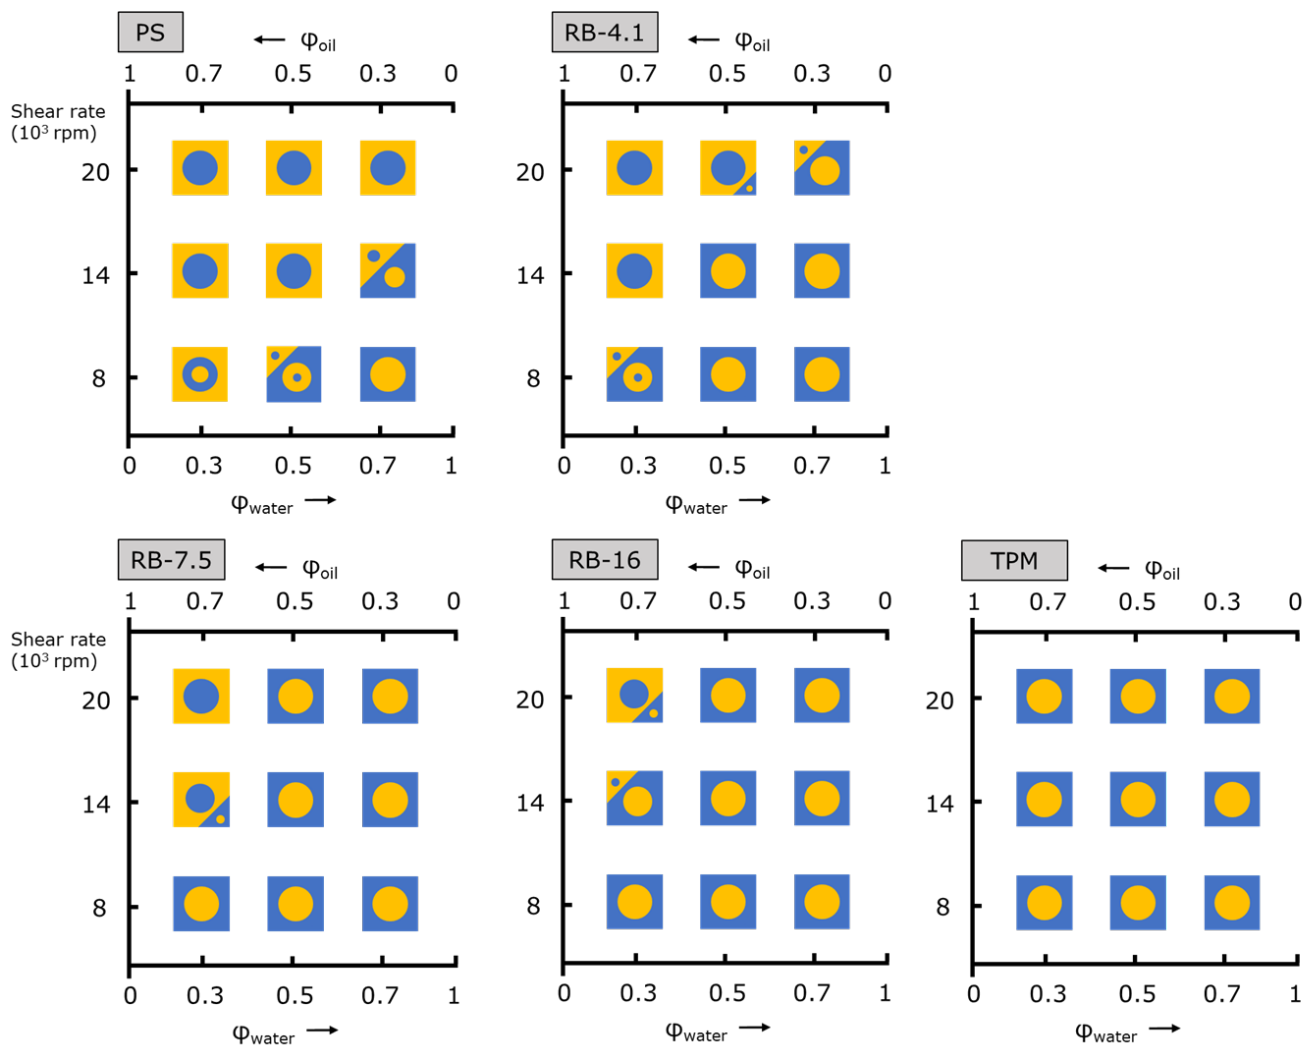 PS
← φoil
1 0.7 0.5 0.3 0
Shear rate
(10³ rpm)
20
14
8
0 0.3 0.5 0.7 1
φwater →
RB-4.1
← φoil
1 0.7 0.5 0.3 0
20
14
8
0 0.3 0.5 0.7 1
φwater →
RB-7.5
← φoil
1 0.7 0.5 0.3 0
Shear rate
(10³ rpm)
20
14
8
0 0.3 0.5 0.7 1
φwater →
RB-16
← φoil
1 0.7 0.5 0.3 0
20
14
8
0 0.3 0.5 0.7 1
φwater →
TPM
← φoil
1 0.7 0.5 0.3 0
20
14
8
0 0.3 0.5 0.7 1
φwater →